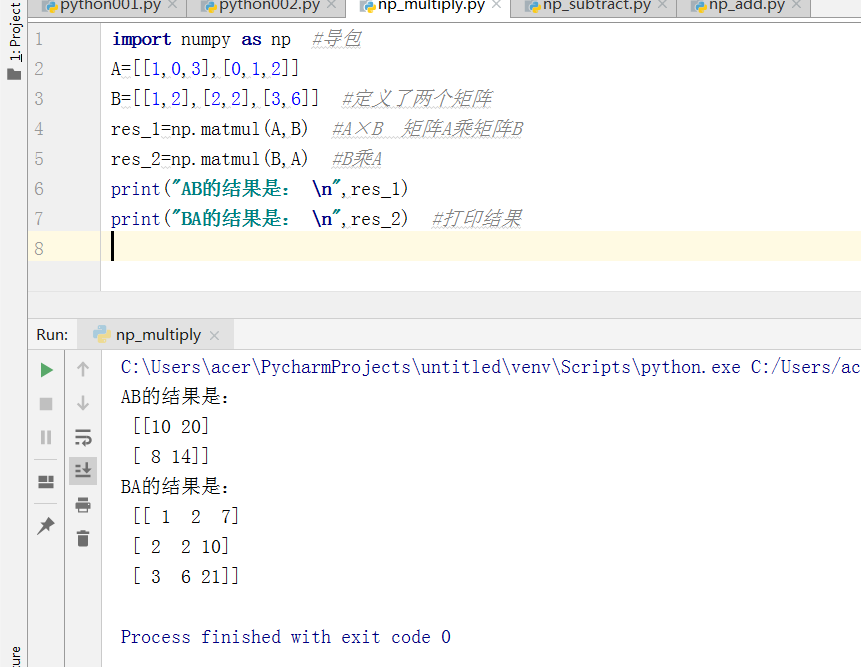 python001.py × python002.py × np_multiply.py × np_subtract.py × np_add.py ×
1: Project
1 import numpy as np #导包
2 A=[[1,0,3],[0,1,2]]
3 B=[[1,2],[2,2],[3,6]] #定义了两个矩阵
4 res_1=np.matmul(A,B) #A×B 矩阵A乘矩阵B
5 res_2=np.matmul(B,A) #B乘A
6 print("AB的结果是: \n",res_1)
7 print("BA的结果是: \n",res_2) #打印结果
8
Run: np_multiply ×
C:\Users\acer\PycharmProjects\untitled\venv\Scripts\python.exe C:/Users/ac
AB的结果是:
[[10 20]
[ 8 14]]
BA的结果是:
[[ 1 2 7]
[ 2 2 10]
[ 3 6 21]]
Process finished with exit code 0